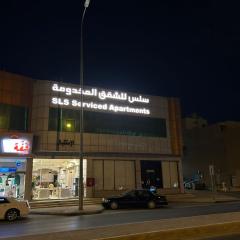 سلس للشقق المخدومة
SLS Serviced Apartments